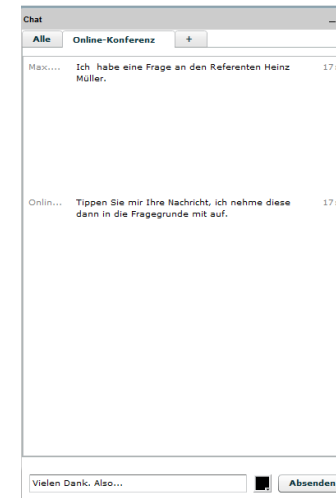 Chat
Alle Online-Konferenz +
Max.... Ich habe eine Frage an den Referenten Heinz 17:
Müller.
Onlin... Tippen Sie mir Ihre Nachricht, ich nehme diese 17:
dann in die Fragegrunde mit auf.
Vielen Dank. Also... Absenden